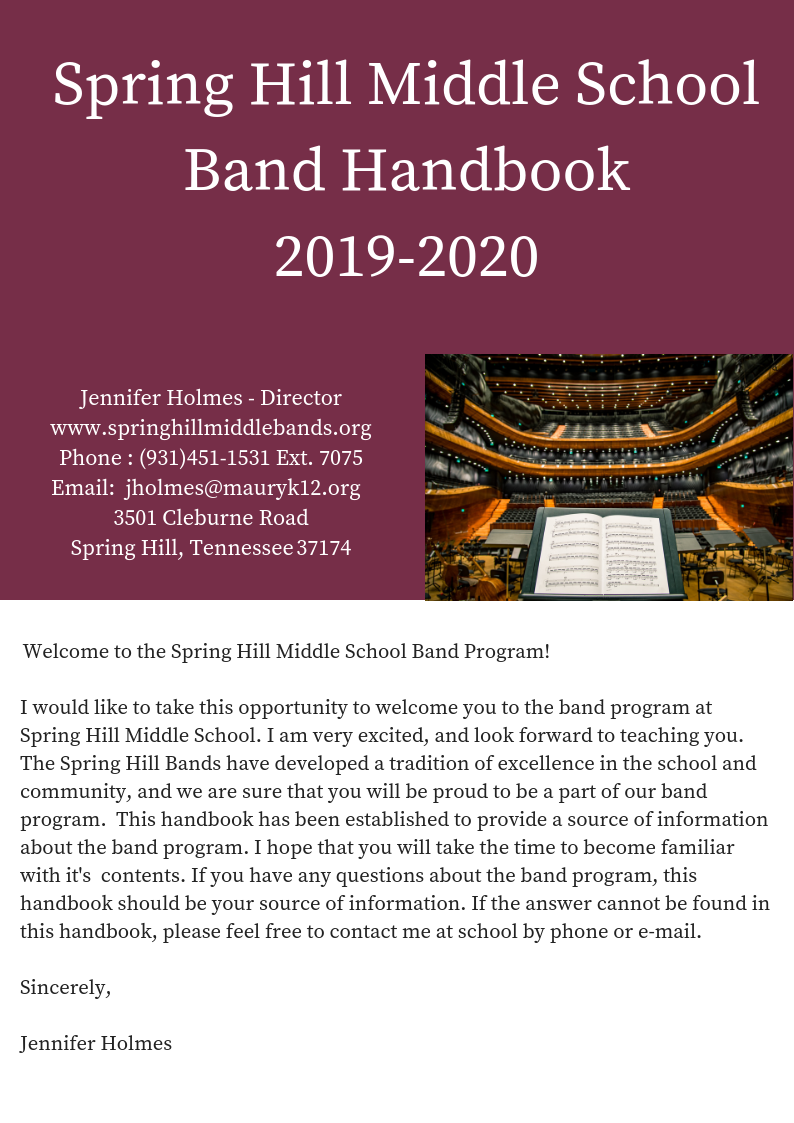 Spring Hill Middle School
Band Handbook
2019-2020
Jennifer Holmes - Director
www.springhillmiddlebands.org
Phone : (931)451-1531 Ext. 7075
Email:  jholmes@mauryk12.org
3501 Cleburne Road
Spring Hill, Tennessee 37174
Welcome to the Spring Hill Middle School Band Program!
I would like to take this opportunity to welcome you to the band program at
Spring Hill Middle School. I am very excited, and look forward to teaching you.
The Spring Hill Bands have developed a tradition of excellence in the school and
community, and we are sure that you will be proud to be a part of our band
program.  This handbook has been established to provide a source of information
about the band program. I hope that you will take the time to become familiar
with it's  contents. If you have any questions about the band program, this
handbook should be your source of information. If the answer cannot be found in
this handbook, please feel free to contact me at school by phone or e-mail.
Sincerely,
Jennifer Holmes